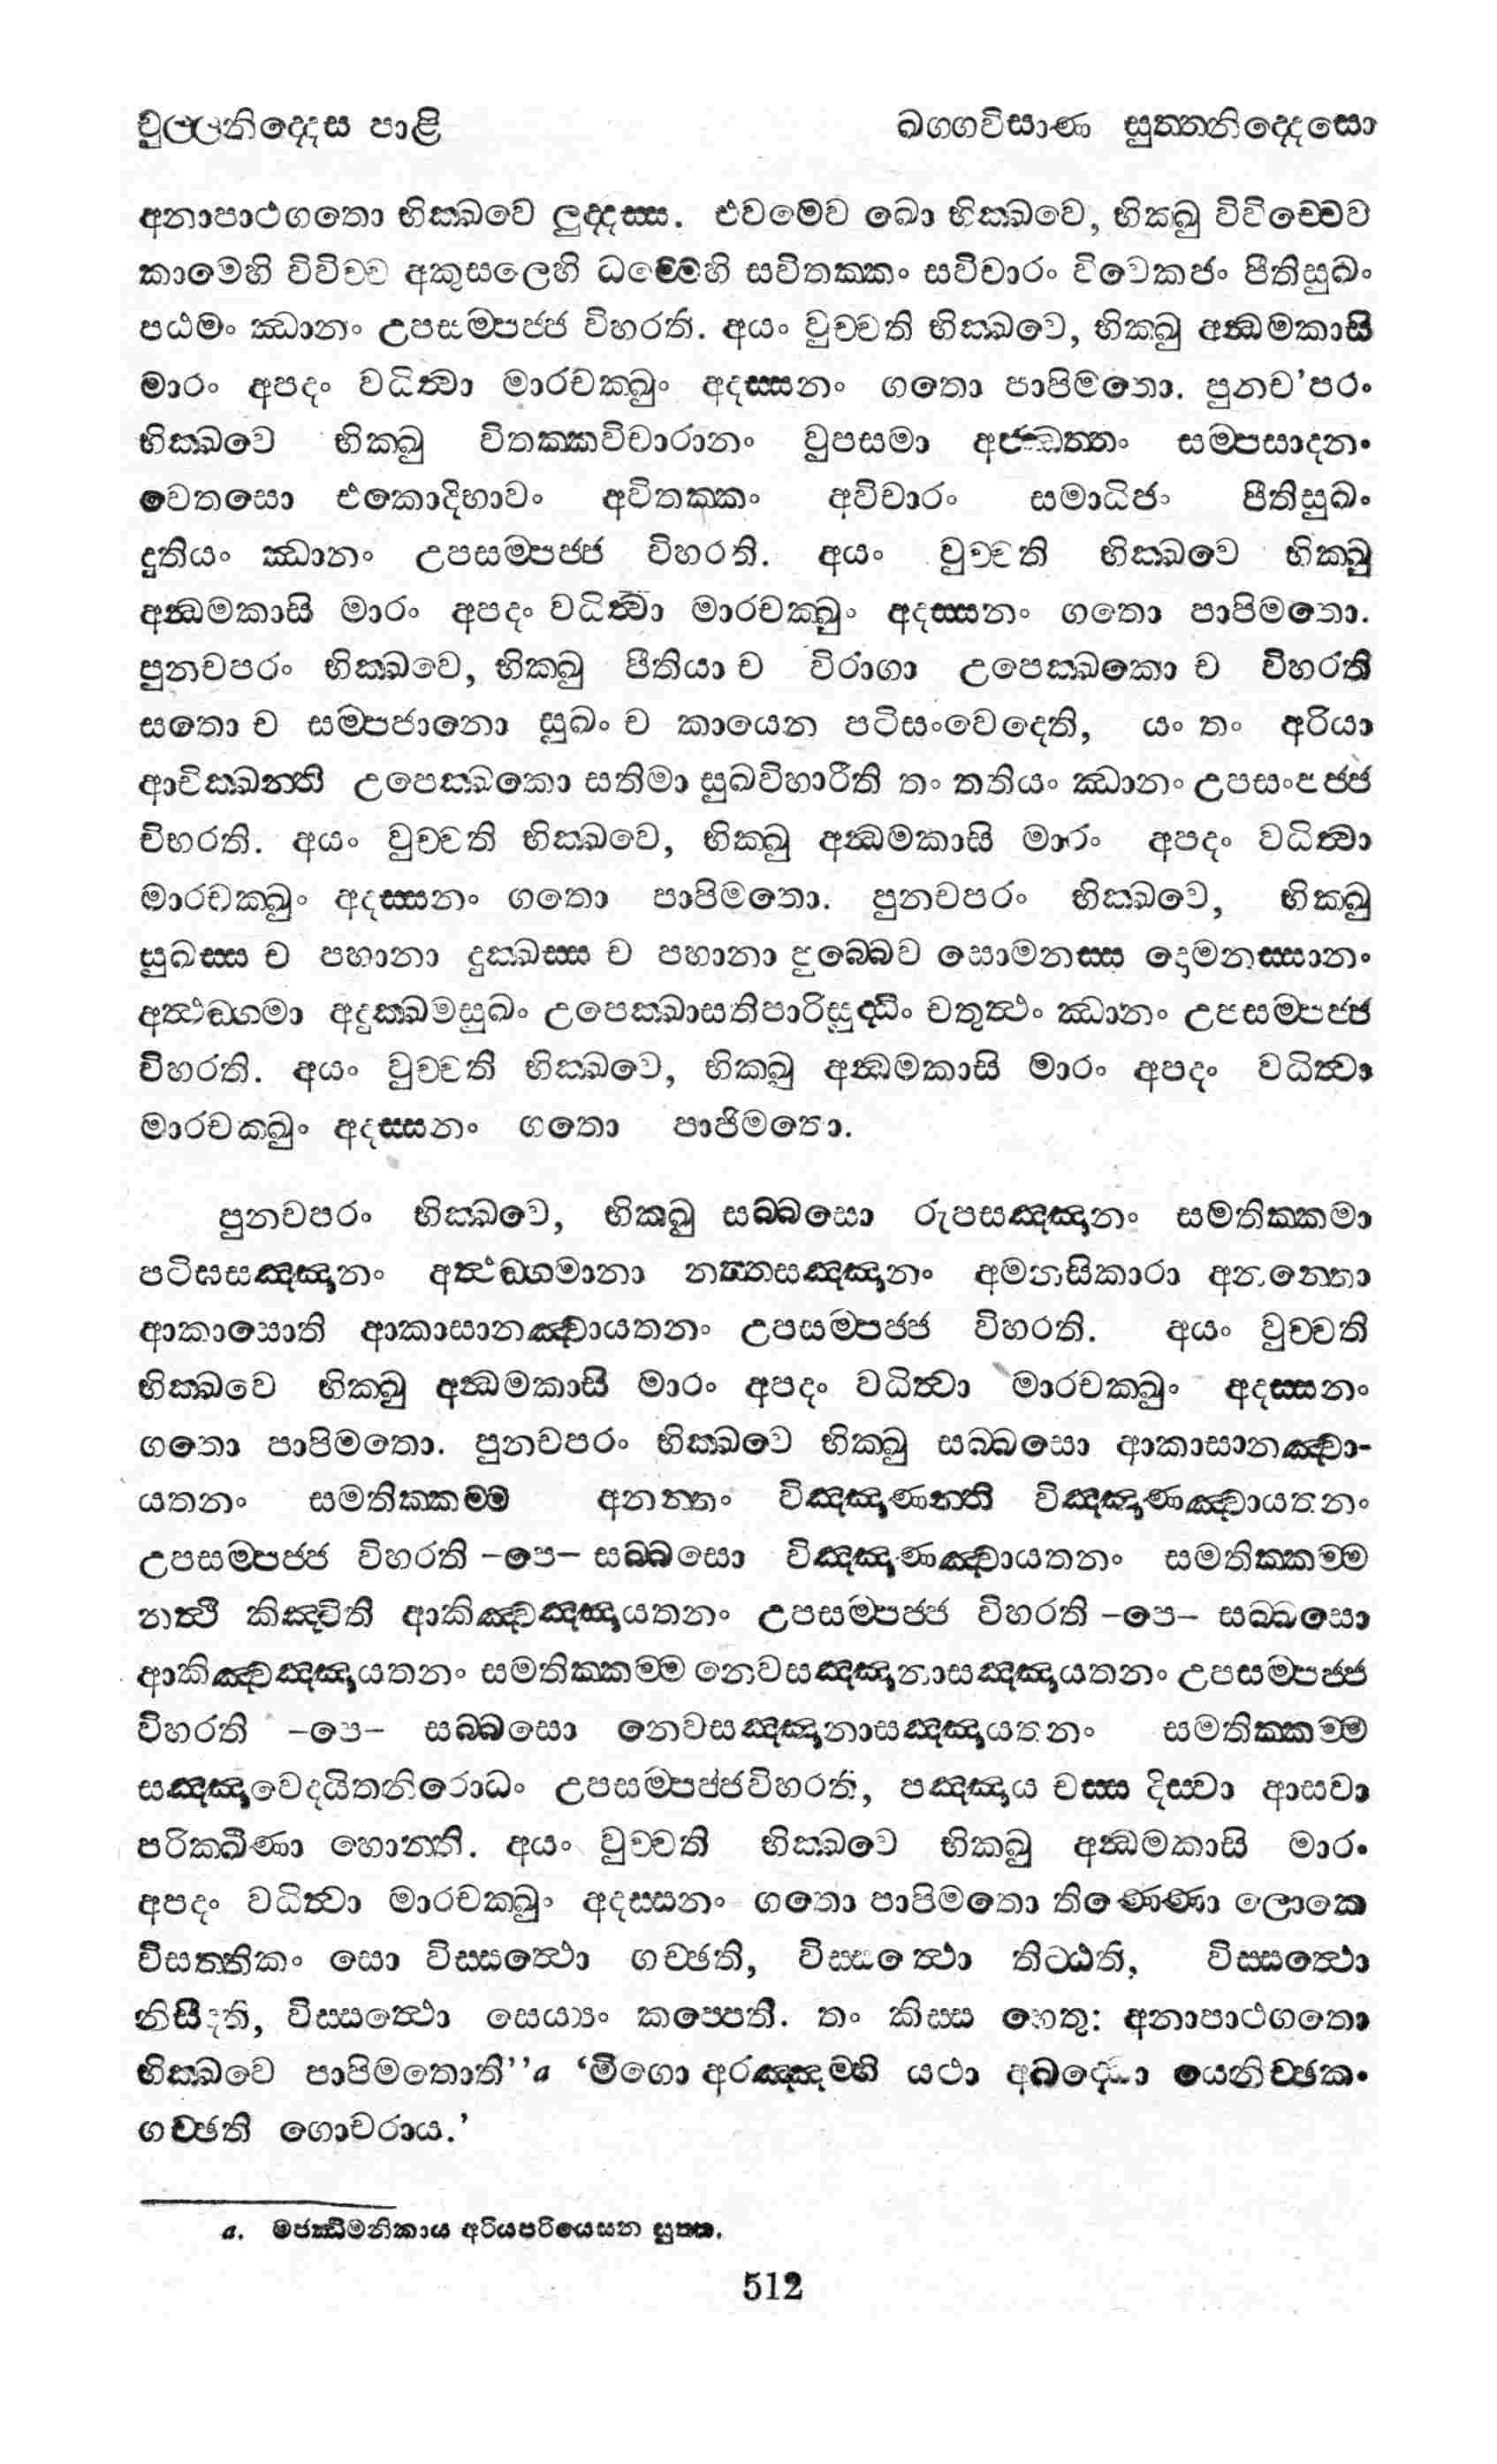 චුල්ලනිද්දෙස පාළි ඛග්ගවිසාණ සුත්තනිද්දෙසො
අනාපාථගතො භික්ඛවෙ ලුද්දස්ස. එවමෙව ඛො භික්ඛවෙ, භික්ඛු විවිච්චෙව
කාමෙහි විවිච්ච අකුසලෙහි ධම්මෙහි සවිතක්කං සවිචාරං විවෙකජං පීතිසුඛං
පඨමං ඣානං උපසම්පජ්ජ විහරති. අයං වුච්චති භික්ඛවෙ, භික්ඛු අන්ධමකාසි
මාරං අපදං වධිත්වා මාරචක්ඛුං අදස්සනං ගතො පාපිමතො. පුනච'පරං
භික්ඛවෙ භික්ඛු විතක්කවිචාරානං වුපසමා අජ්ඣත්තං සම්පසාදනං
චෙතසො එකොදිභාවං අවිතක්කං අවිචාරං සමාධිජං පීතිසුඛං
දුතියං ඣානං උපසම්පජ්ජ විහරති. අයං වුච්චති භික්ඛවෙ භික්ඛු
අන්ධමකාසි මාරං අපදං වධිත්වා මාරචක්ඛුං අදස්සනං ගතො පාපිමතො.
පුනචපරං භික්ඛවෙ, භික්ඛු පීතියා ච විරාගා උපෙක්ඛකො ච විහරති
සතො ච සම්පජානො සුඛං ච කායෙන පටිසංවෙදෙති, යං තං අරියා
ආචික්ඛන්ති උපෙක්ඛකො සතිමා සුඛවිහාරීති තං තතියං ඣානං උපසංපජ්ජ
විහරති. අයං වුච්චති භික්ඛවෙ, භික්ඛු අන්ධමකාසි මාරං අපදං වධිත්වා
මාරචක්ඛුං අදස්සනං ගතො පාපිමතො. පුනචපරං භික්ඛවෙ, භික්ඛු
සුඛස්ස ච පහානා දුක්ඛස්ස ච පහානා පුබ්බෙව සොමනස්ස දොමනස්සානං
අත්ථඞ්ගමා අදුක්ඛමසුඛං උපෙක්ඛාසතිපාරිසුද්ධිං චතුත්ථං ඣානං උපසම්පජ්ජ
විහරති. අයං වුච්චති භික්ඛවෙ, භික්ඛු අන්ධමකාසි මාරං අපදං වධිත්වා
මාරචක්ඛුං අදස්සනං ගතො පාපිමතො.
පුනචපරං භික්ඛවෙ, භික්ඛු සබ්බසො රූපසඤ්ඤානං සමතික්කමා
පටිඝසඤ්ඤානං අත්ථඞ්ගමානා නත්තසඤ්ඤානං අමනසිකාරා අනන්තො
ආකාසොති ආකාසානඤ්චායතනං උපසම්පජ්ජ විහරති. අයං වුච්චති
භික්ඛවෙ භික්ඛු අන්ධමකාසි මාරං අපදං වධිත්වා මාරචක්ඛුං අදස්සනං
ගතො පාපිමතො. පුනචපරං භික්ඛවෙ භික්ඛු සබ්බසො ආකාසානඤ්චා-
යතනං සමතික්කම්ම අනන්තං විඤ්ඤාණන්ති විඤ්ඤාණඤ්චායතනං
උපසම්පජ්ජ විහරති -පෙ- සබ්බසො විඤ්ඤාණඤ්චායතනං සමතික්කම්ම
නත්ථි කිඤ්චිති ආකිඤ්චඤ්ඤායතනං උපසම්පජ්ජ විහරති -පෙ- සබ්බසො
ආකිඤ්චඤ්ඤායතනං සමතික්කම්ම නෙවසඤ්ඤානාසඤ්ඤායතනං උපසම්පජ්ජ
විහරති -පෙ- සබ්බසො නෙවසඤ්ඤානාසඤ්ඤායතනං සමතික්කම්ම
සඤ්ඤාවෙදයිතනිරොධං උපසම්පජ්ජවිහරති, පඤ්ඤාය චස්ස දිස්වා ආසවා
පරික්ඛීණා හොන්ති. අයං වුච්චති භික්ඛවෙ භික්ඛු අන්ධමකාසි මාරං
අපදං වධිත්වා මාරචක්ඛුං අදස්සනං ගතො පාපිමතො තිණ්ණො ලොකෙ
විසත්තිකං සො විස්සත්ථො ගච්ඡති, විස්සත්ථො තිට්ඨති, විස්සත්ථො
නිසීදති, විස්සත්ථො සෙය්‍යං කප්පෙති. තං කිස්ස හෙතු: අනාපාථගතො
භික්ඛවෙ පාපිමතොති''a 'මිගො අරඤ්ඤම්හි යථා අබද්ධො යෙනිච්ඡකං
ගච්ඡති ගොචරාය.'
a. මජ්ඣිමනිකාය අරියපරියෙසන සුත්ත.
512